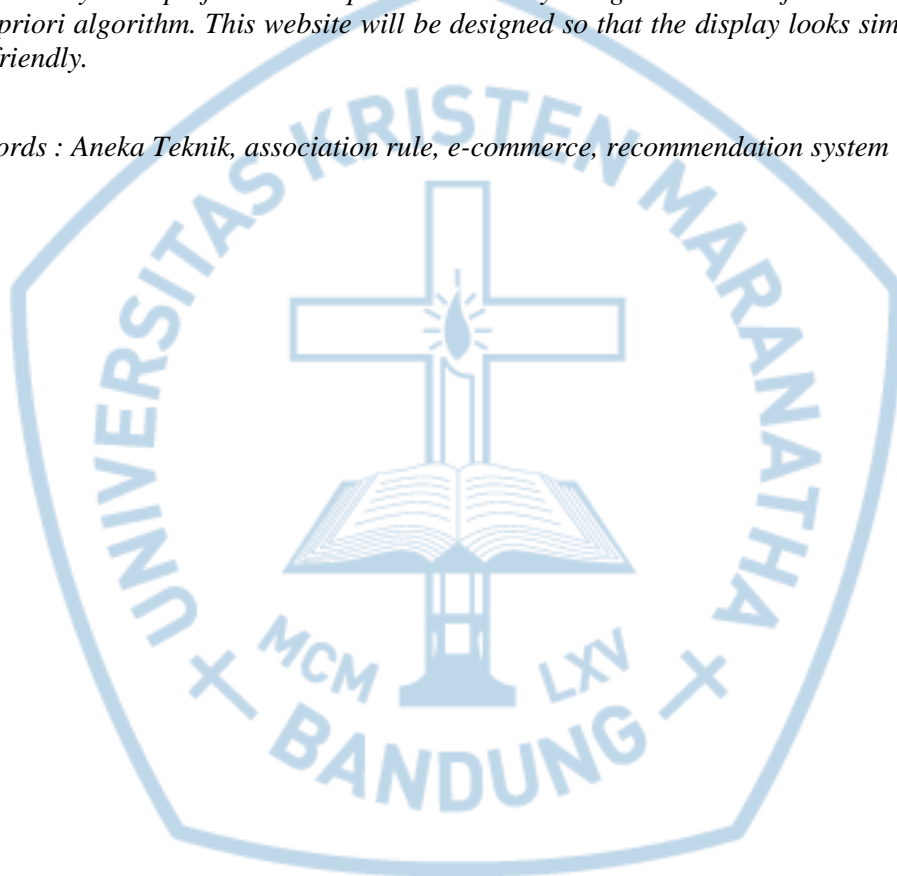 priori algorithm. This website will be designed so that the display looks sim
friendly.
ords : Aneka Teknik, association rule, e-commerce, recommendation system
UNIVERSITAS KRISTEN MARANATHA
MCM LXV
BANDUNG